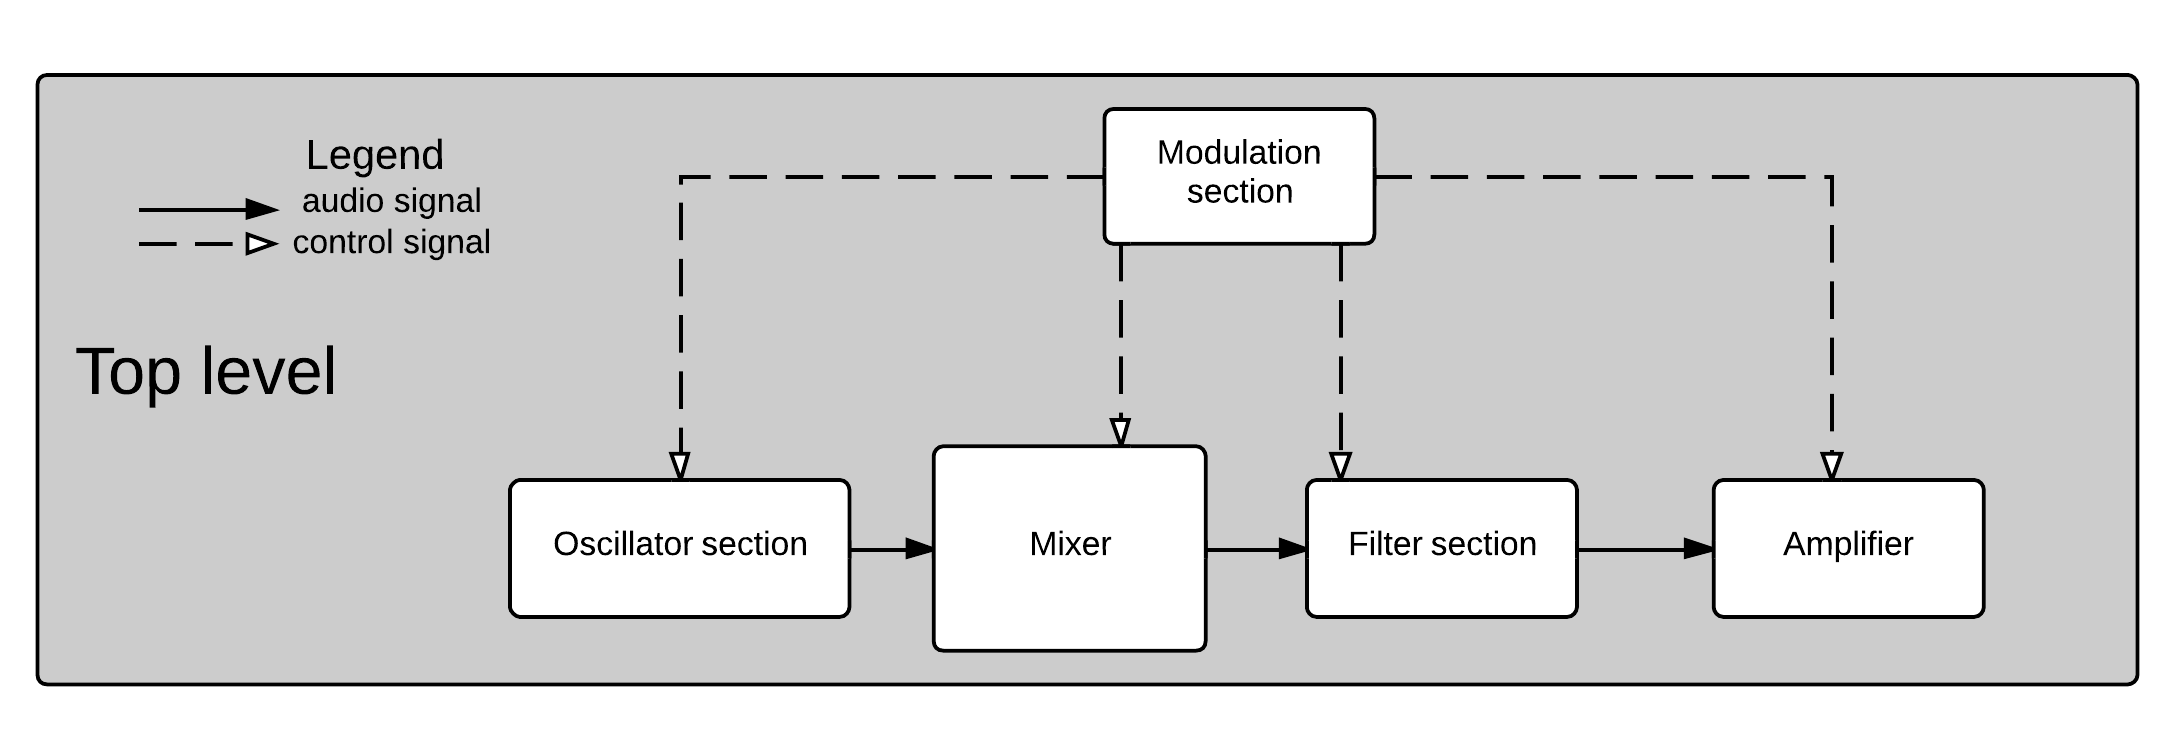 Legend
audio signal
control signal
Modulation
section
Top level
Oscillator section
Mixer
Filter section
Amplifier